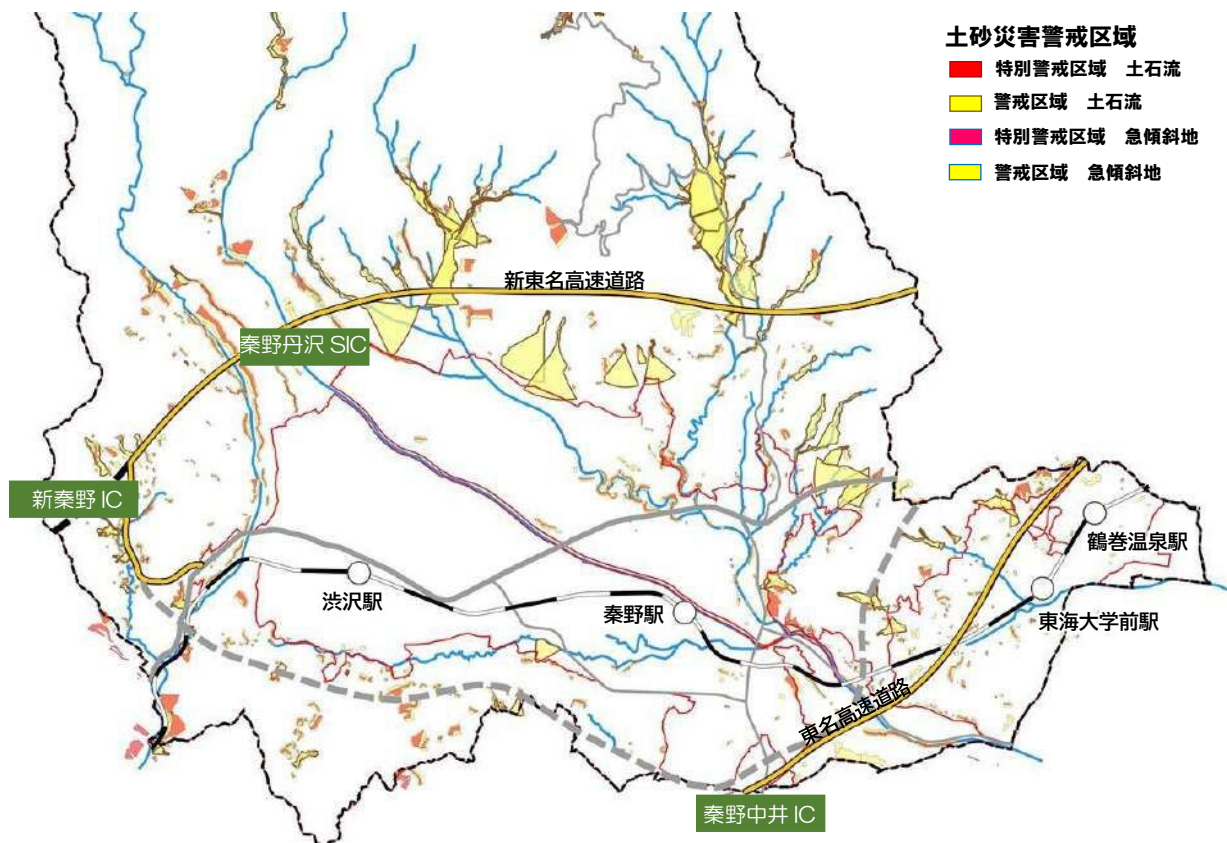 土砂災害警戒区域
特別警戒区域 土石流
警戒区域 土石流
特別警戒区域 急傾斜地
警戒区域 急傾斜地
新東名高速道路
秦野丹沢 SIC
新秦野 IC
鶴巻温泉駅
渋沢駅
秦野駅
東海大学前駅
東名高速道路
秦野中井 IC